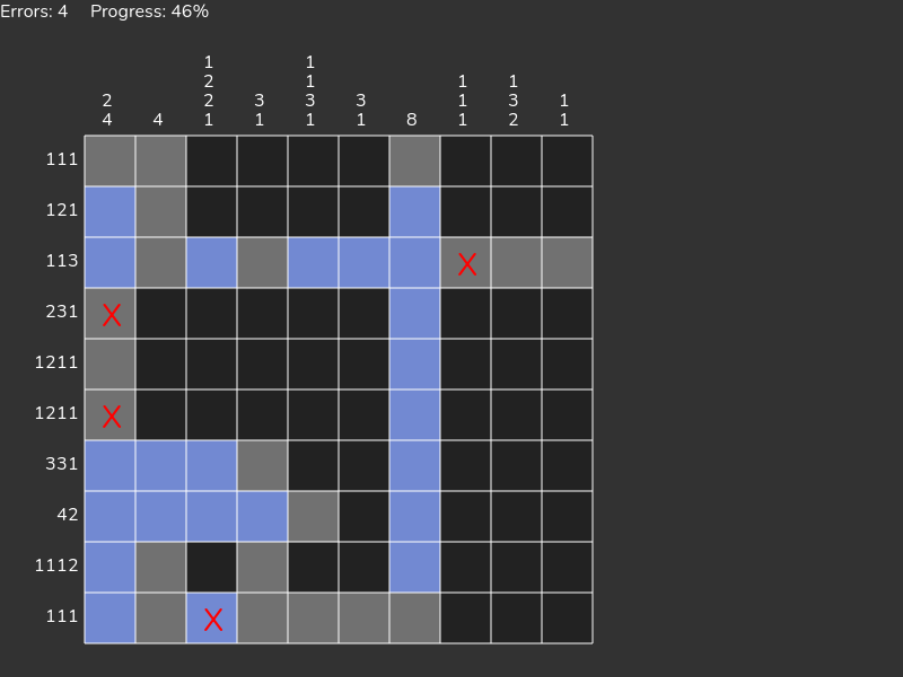 Errors: 4 Progress: 46%
1 1
2 1 1 1
2 2 3 3 3 1 3 1
4 4 1 1 1 1 8 1 2 1
111
121
113
X
231
X
1211
1211
X
331
42
1112
111
X